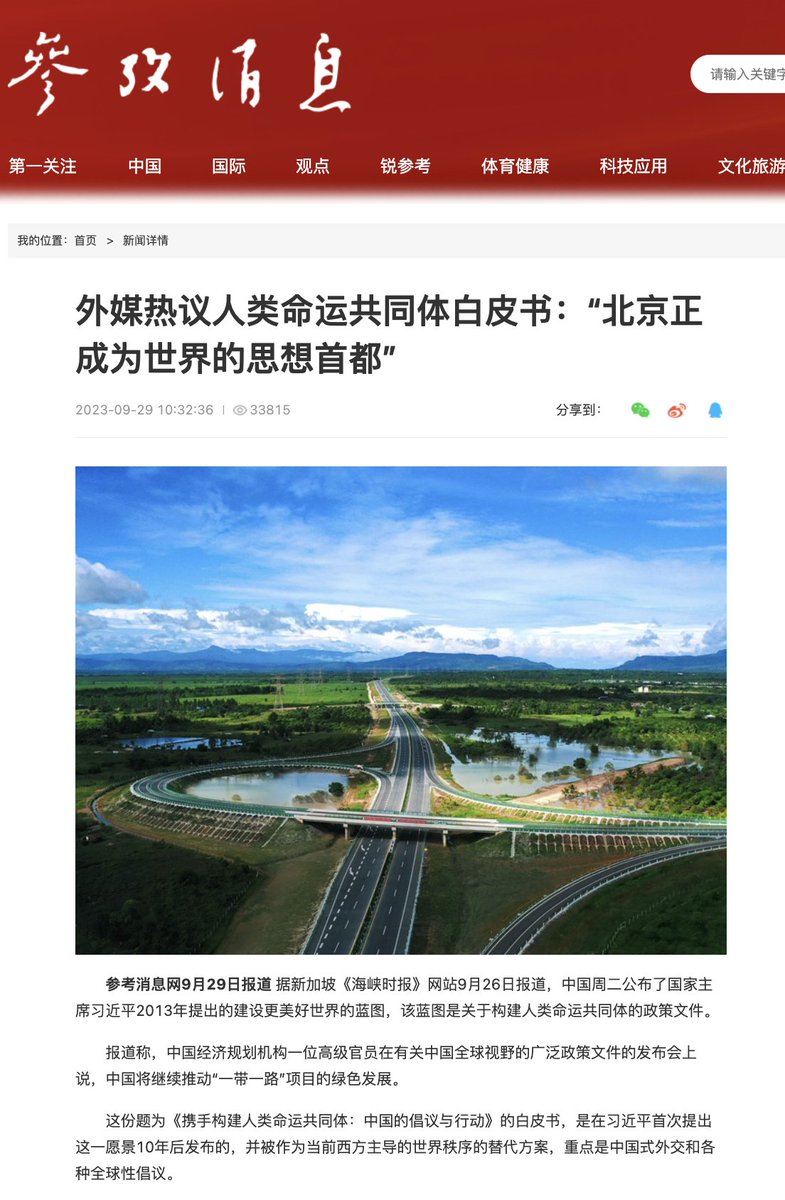 參攷消息
请输入关键字
第一关注 中国 国际 观点 锐参考 体育健康 科技应用 文化旅游
我的位置：首页 > 新闻详情
外媒热议人类命运共同体白皮书：“北京正
成为世界的思想首都”
2023-09-29 10:32:36 | 33815 分享到：
参考消息网9月29日报道 据新加坡《海峡时报》网站9月26日报道，中国周二公布了国家主
席习近平2013年提出的建设更美好世界的蓝图，该蓝图是关于构建人类命运共同体的政策文件。
报道称，中国经济规划机构一位高级官员在有关中国全球视野的广泛政策文件的发布会上
说，中国将继续推动“一带一路”项目的绿色发展。
这份题为《携手构建人类命运共同体：中国的倡议与行动》的白皮书，是在习近平首次提出
这一愿景10年后发布的，并被作为当前西方主导的世界秩序的替代方案，重点是中国式外交和各
种全球性倡议。